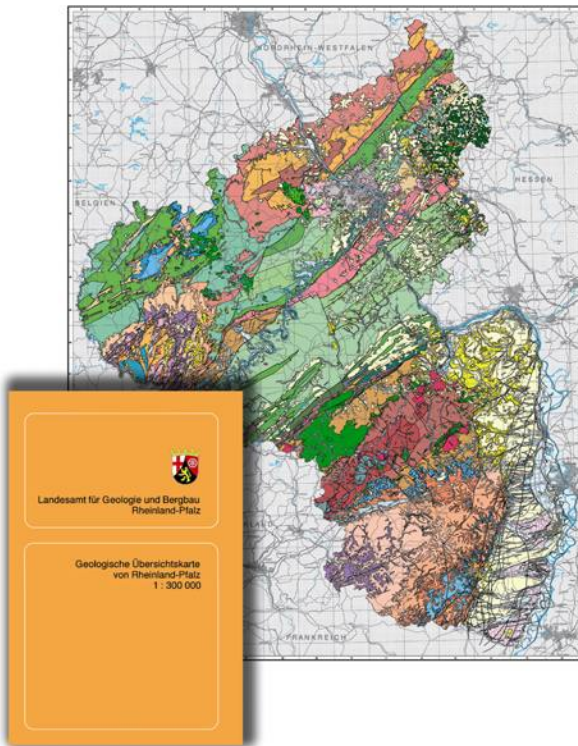 NORDRHEIN-WESTFALEN
HESSEN
BELGIEN
FRANKREICH
Landesamt für Geologie und Bergbau
Rheinland-Pfalz
Geologische Übersichtskarte
von Rheinland-Pfalz
1 : 300 000